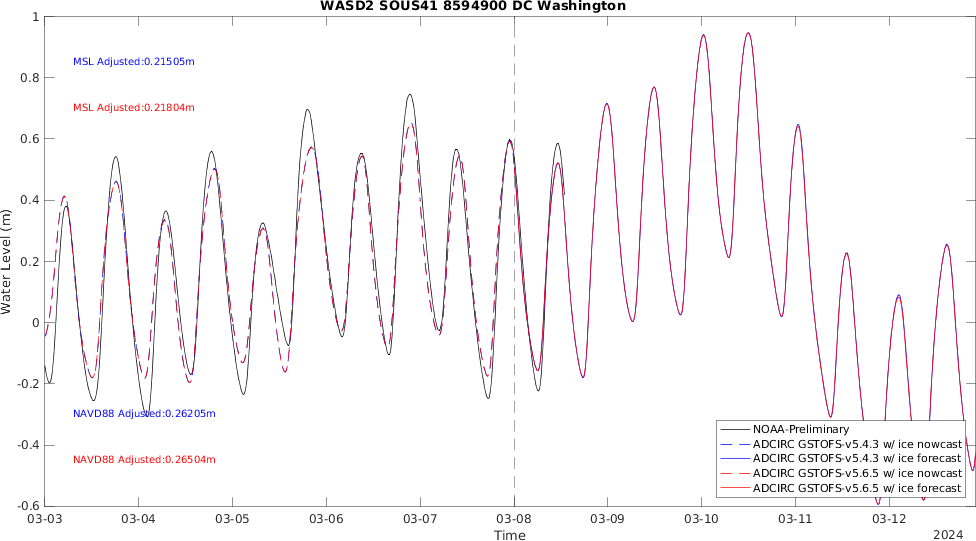 WASD2 SOUS41 8594900 DC Washington
1
MSL Adjusted:0.21505m
0.8
MSL Adjusted:0.21804m
0.6
0.4
0.2
Water Level (m)
0
-0.2
NAVD88 Adjusted:0.26205m
-0.4
NAVD88 Adjusted:0.26504m
-0.6
NOAA-Preliminary
ADCIRC GSTOFS-v5.4.3 w/ ice nowcast
ADCIRC GSTOFS-v5.4.3 w/ ice forecast
ADCIRC GSTOFS-v5.6.5 w/ ice nowcast
ADCIRC GSTOFS-v5.6.5 w/ ice forecast
03-03 03-04 03-05 03-06 03-07 03-08 03-09 03-10 03-11 03-12
Time
2024